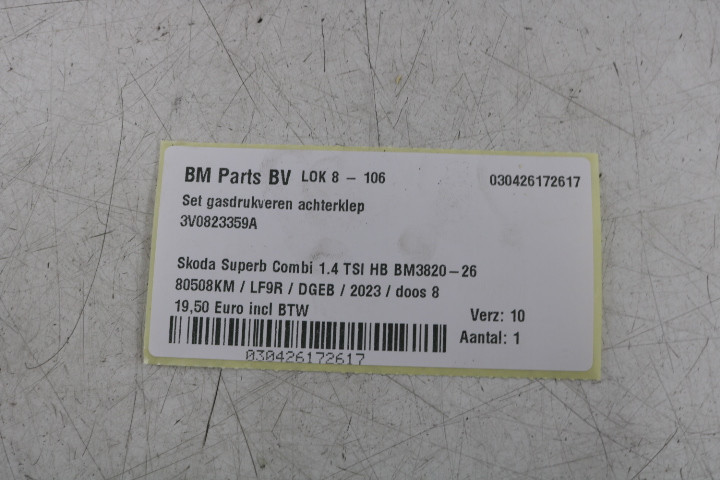 BM Parts BV LOK 8 - 106 030426172617
Set gasdrukveren achterklep
3V0823359A
Skoda Superb Combi 1.4 TSI HB BM3820-26
80508KM / LF9R / DGEB / 2023 / doos 8
19,50 Euro incl BTW Verz: 10
Aantal: 1
030426172617